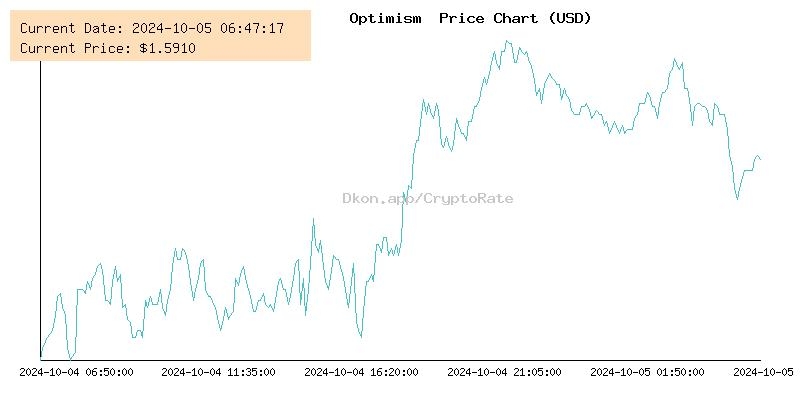 Optimism Price Chart (USD)
Current Date: 2024-10-05 06:47:17
Current Price: $1.5910
Dkon.app/CryptoRate
2024-10-04 06:50:00 2024-10-04 11:35:00 2024-10-04 16:20:00 2024-10-04 21:05:00 2024-10-05 01:50:00 2024-10-05